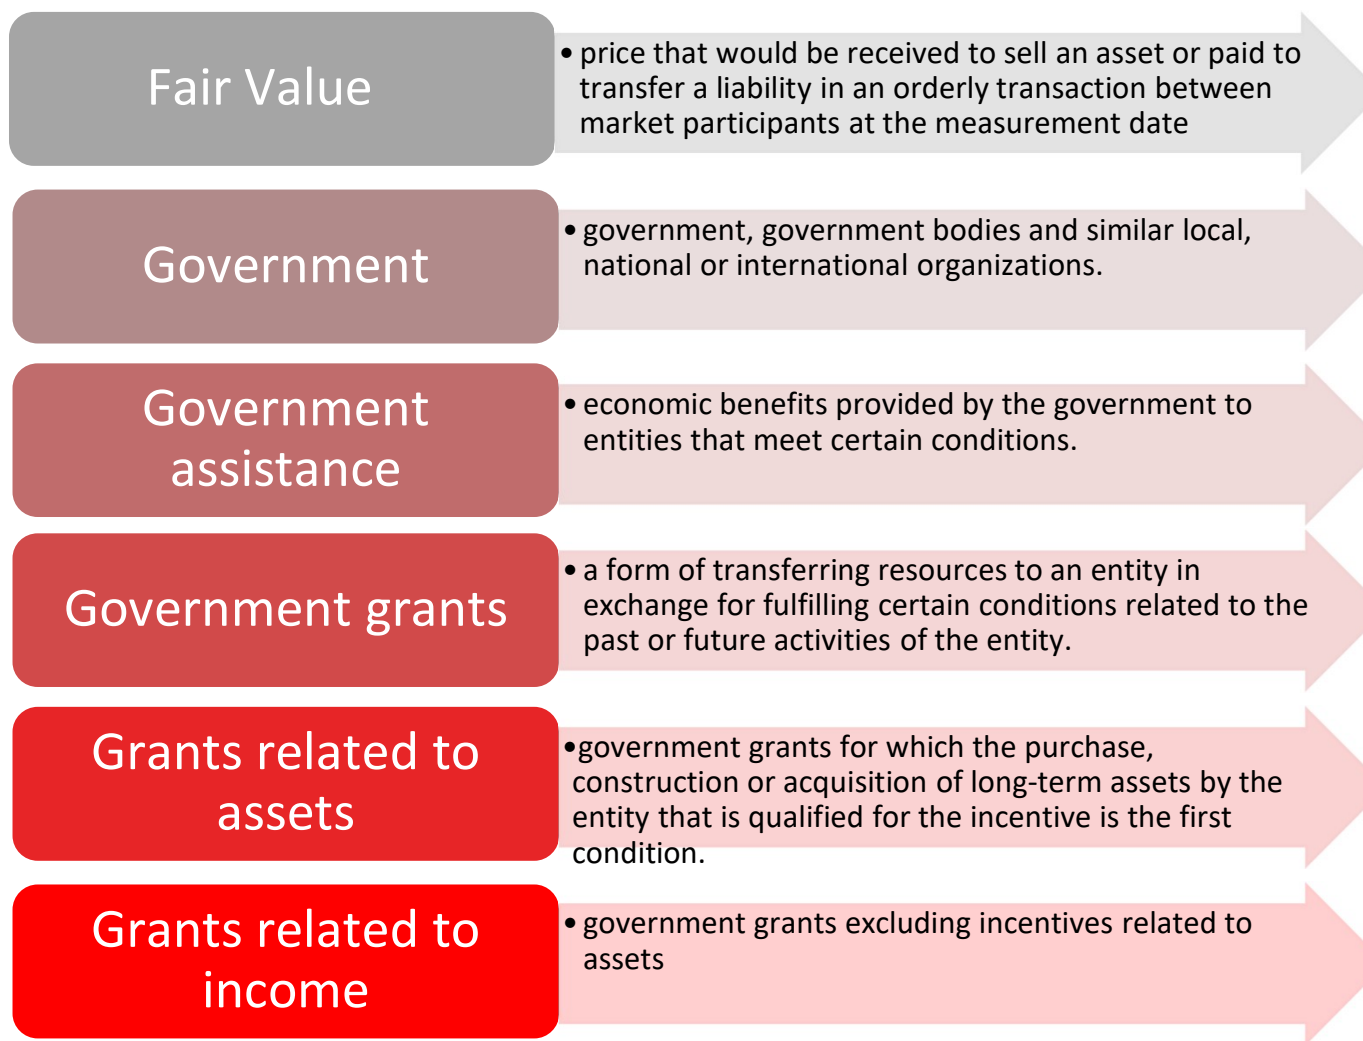 Fair Value
• price that would be received to sell an asset or paid to
transfer a liability in an orderly transaction between
market participants at the measurement date
Government
• government, government bodies and similar local,
national or international organizations.
Government
assistance
• economic benefits provided by the government to
entities that meet certain conditions.
Government grants
• a form of transferring resources to an entity in
exchange for fulfilling certain conditions related to the
past or future activities of the entity.
Grants related to
assets
•government grants for which the purchase,
construction or acquisition of long-term assets by the
entity that is qualified for the incentive is the first
condition.
Grants related to
income
• government grants excluding incentives related to
assets